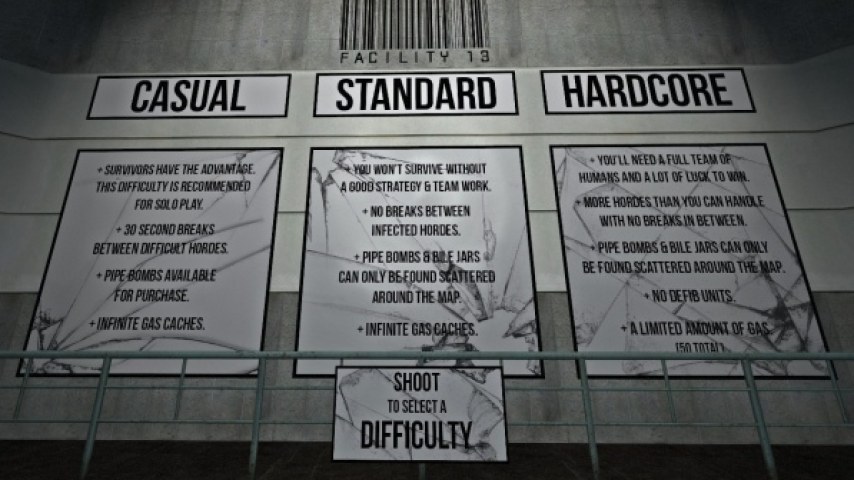 FACILITY 13
CASUAL
+ SURVIVORS HAVE THE ADVANTAGE.
THIS DIFFICULTY IS RECOMMENDED
FOR SOLO PLAY.
+ 30 SECOND BREAKS
BETWEEN DIFFICULT HORDES.
+ PIPE BOMBS AVAILABLE
FOR PURCHASE.
+ INFINITE GAS CACHES.
STANDARD
+ YOU WON'T SURVIVE WITHOUT
A GOOD STRATEGY & TEAM WORK.
+ NO BREAKS BETWEEN
INFECTED HORDES.
+ PIPE BOMBS & BILE JARS
CAN ONLY BE FOUND SCATTERED
AROUND THE MAP.
+ INFINITE GAS CACHES.
HARDCORE
+ YOU'LL NEED A FULL TEAM OF
HUMANS AND A LOT OF LUCK TO WIN.
+ MORE HORDES THAN YOU CAN HANDLE
WITH NO BREAKS IN BETWEEN.
+ PIPE BOMBS & BILE JARS CAN ONLY
BE FOUND SCATTERED AROUND THE MAP.
+ NO DEFIB UNITS.
+ A LIMITED AMOUNT OF GAS
(50 TOTAL)
SHOOT
TO SELECT A
DIFFICULTY